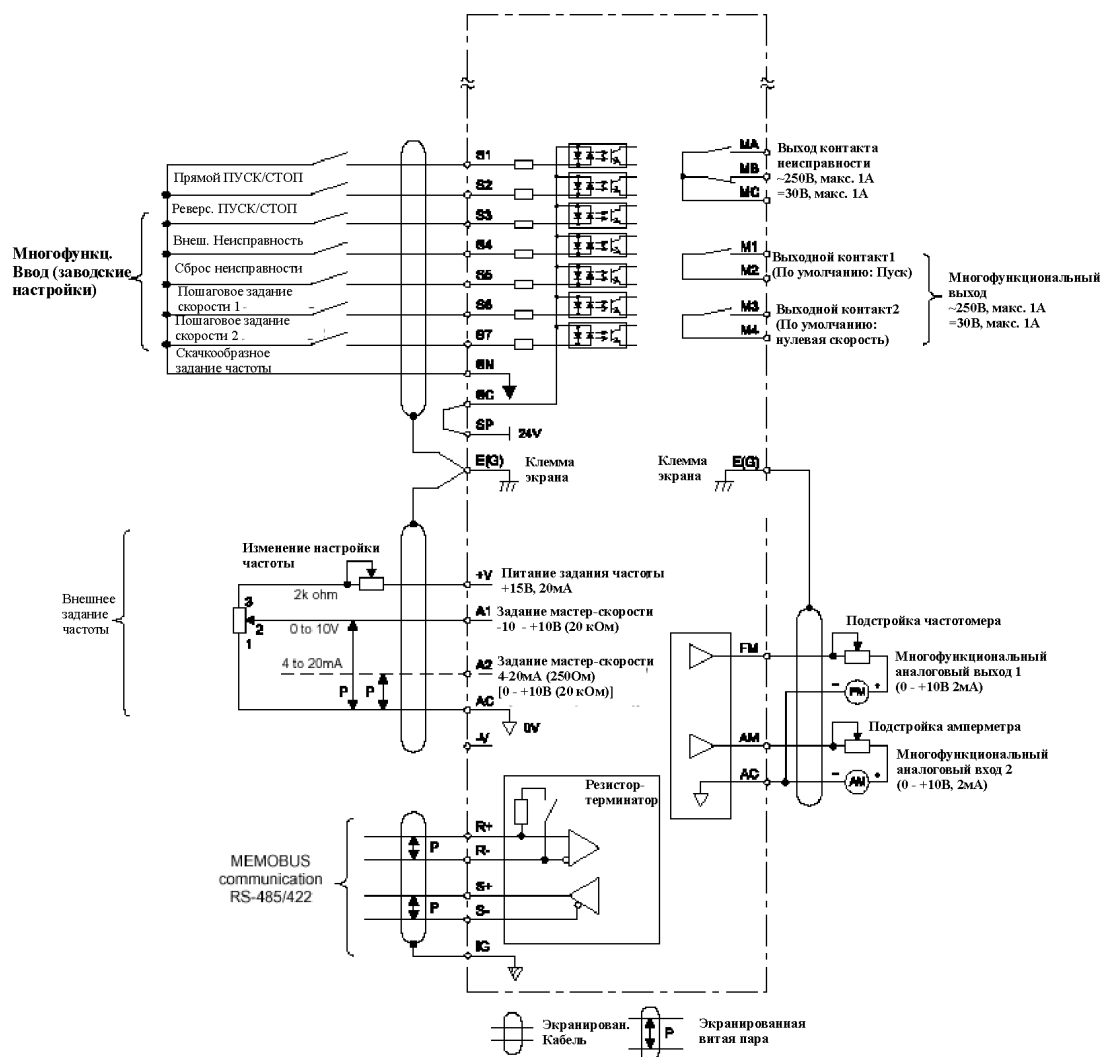 S1
Прямой ПУСК/СТОП
S2
Реверс. ПУСК/СТОП
S3
Многофункц.
Ввод (заводские
настройки)
Внеш. Неисправность
S4
Сброс неисправности
S5
Пошаговое задание
скорости 1 -
S6
Пошаговое задание
скорости 2 -
S7
Скачкообразное
задание частоты
SN
SC
SP
24V
MA
MB
MC
Выход контакта
неисправности
~250В, макс. 1А
=30В, макс. 1А
M1
M2
Выходной контакт1
(По умолчанию: Пуск)
M3
M4
Выходной контакт2
(По умолчанию:
нулевая скорость)
Многофункциональный
выход
~250В, макс. 1А
=30В, макс. 1А
E(G)
Клемма
экрана
Клемма
экрана
E(G)
Внешнее
задание
частоты
Изменение настройки
частоты
2k ohm
3
2
1
0 to 10V
4 to 20mA
P
P
+V
Питание задания частоты
+15В, 20мА
A1
Задание мастер-скорости
-10 - +10В (20 кОм)
A2
Задание мастер-скорости
4-20мА (250Ом)
[0 - +10В (20 кОм)]
AC
0V
-V
FM
Подстройка частотомера
Многофункциональный
аналоговый выход 1
(0 - +10В 2мА)
- FM +
AM
Подстройка амперметра
Многофункциональный
аналоговый вход 2
(0 - +10В, 2мА)
AC
- AM +
Резистор-
терминатор
MEMOBUS
communication
RS-485/422
P
P
R+
R-
S+
S-
IG
Экранирован.
Кабель
P
Экранированная
витая пара